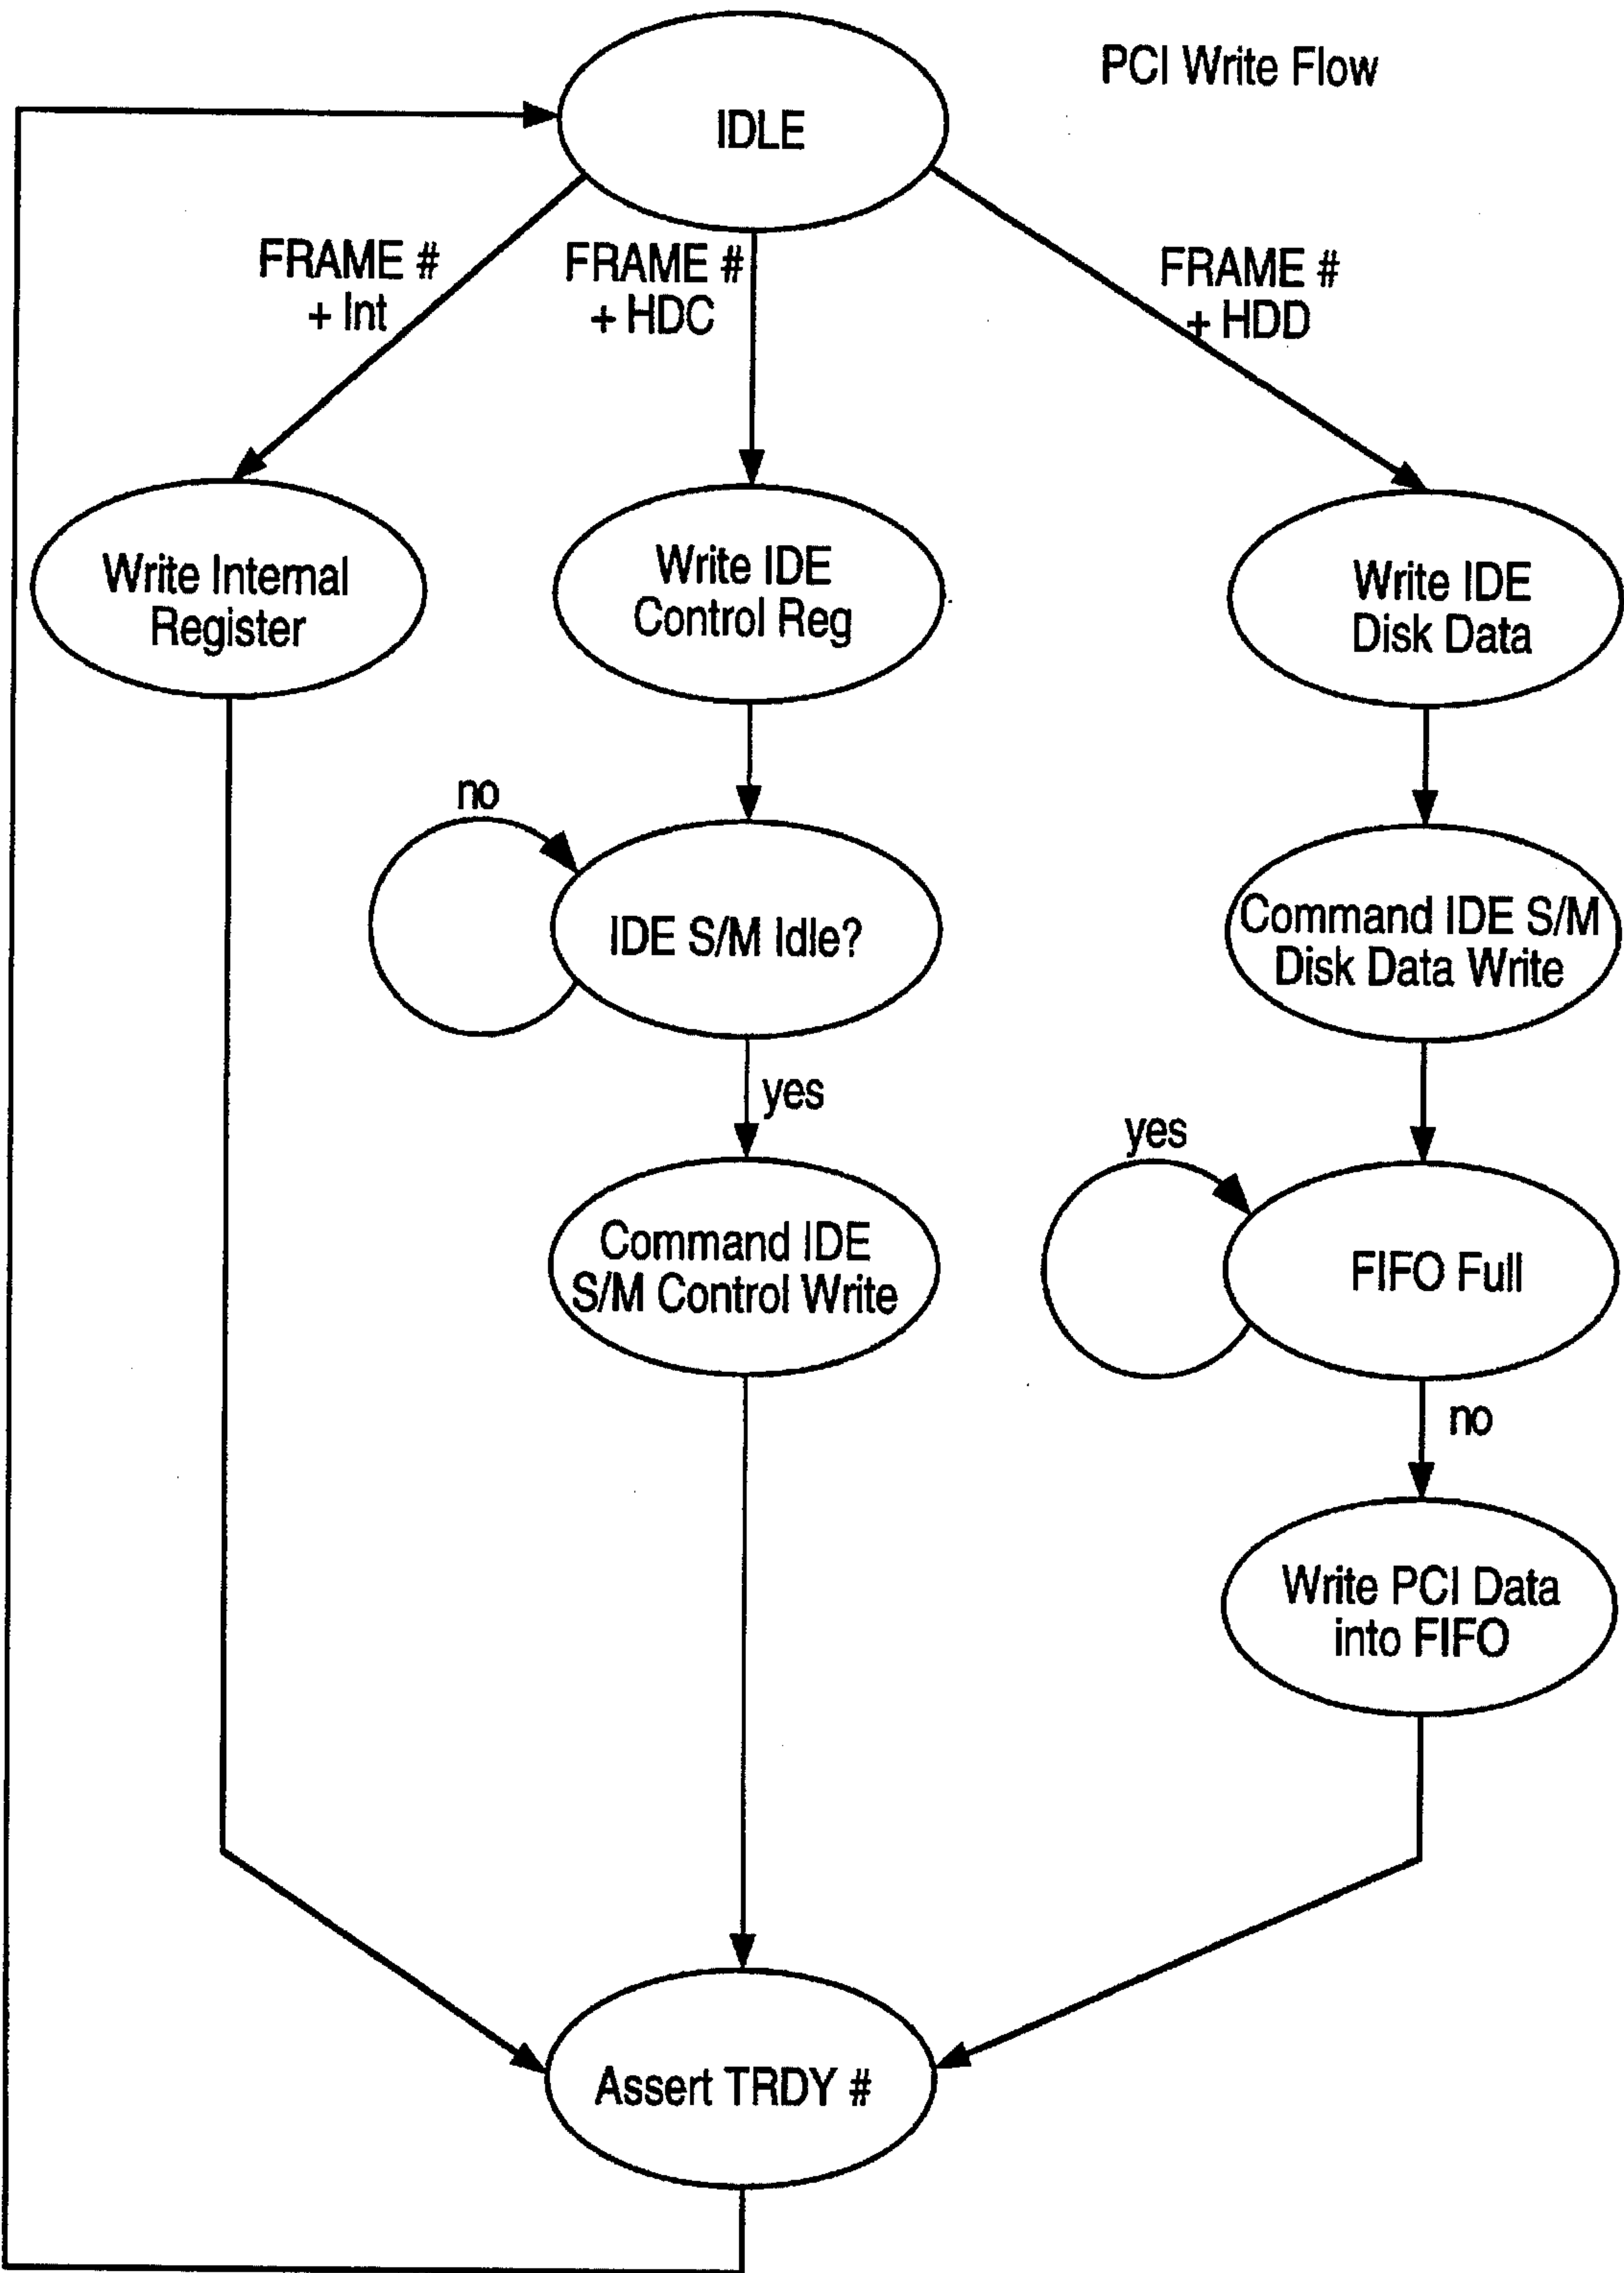 PCI Write Flow
IDLE
FRAME #
+ Int
FRAME #
+ HDC
FRAME #
+ HDD
Write Internal
Register
Write IDE
Control Reg
Write IDE
Disk Data
no
IDE S/M Idle?
Command IDE S/M
Disk Data Write
yes
yes
Command IDE
S/M Control Write
FIFO Full
no
Write PCI Data
into FIFO
Assert TRDY #